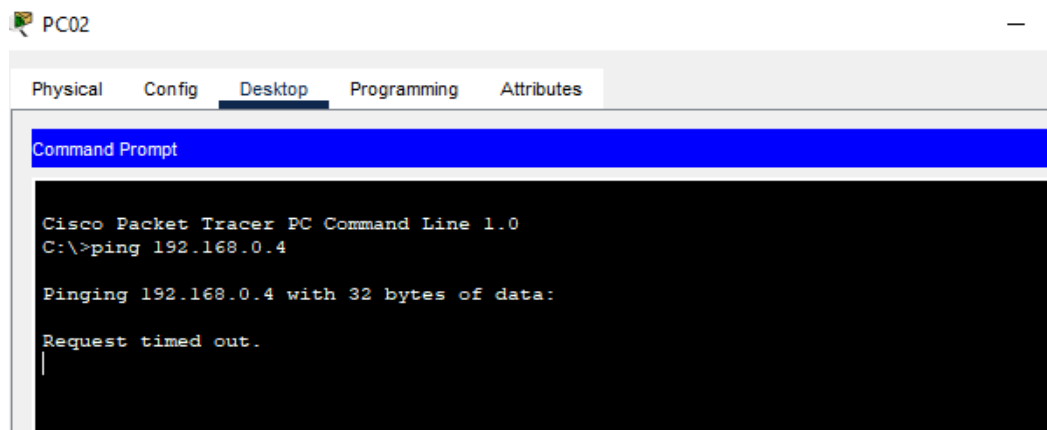 PC02
Physical Config Desktop Programming Attributes
Command Prompt
Cisco Packet Tracer PC Command Line 1.0
C:\>ping 192.168.0.4
Pinging 192.168.0.4 with 32 bytes of data:
Request timed out.